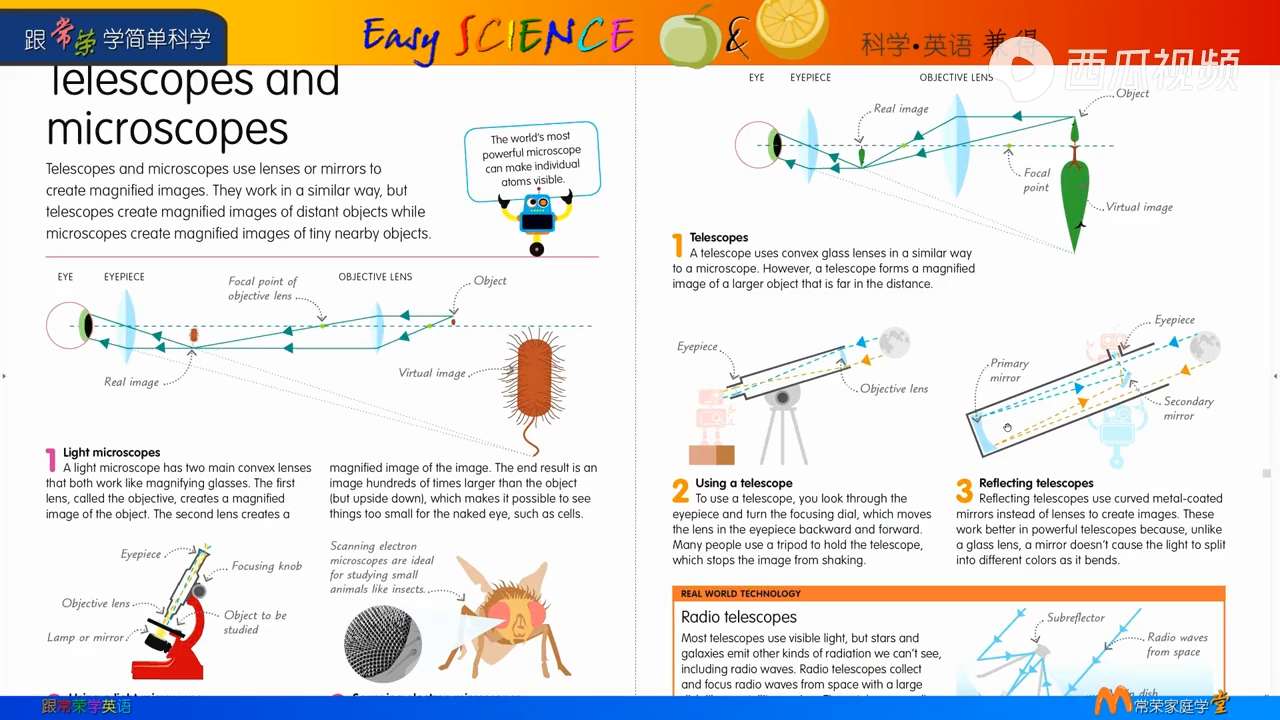 跟常荣学简单科学
Easy SCIENCE &
科学·英语 兼得
西瓜视频
Telescopes and
microscopes
Telescopes and microscopes use lenses or mirrors to
create magnified images. They work in a similar way, but
telescopes create magnified images of distant objects while
microscopes create magnified images of tiny nearby objects.
The world's most
powerful microscope
can make individual
atoms visible.
EYE
EYEPIECE
Focal point of
objective lens
OBJECTIVE LENS
Object
Real image
Virtual image
1 Light microscopes
A light microscope has two main convex lenses
that both work like magnifying glasses. The first
lens, called the objective, creates a magnified
image of the object. The second lens creates a
magnified image of the image. The end result is an
image hundreds of times larger than the object
(but upside down), which makes it possible to see
things too small for the naked eye, such as cells.
Eyepiece
Focusing knob
Objective lens
Object to be
studied
Lamp or mirror
Scanning electron
microscopes are ideal
for studying small
animals like insects.
EYE
EYEPIECE
OBJECTIVE LENS
Object
Real image
Focal
point
Virtual image
1 Telescopes
A telescope uses convex glass lenses in a similar way
to a microscope. However, a telescope forms a magnified
image of a larger object that is far in the distance.
Eyepiece
Objective lens
Eyepiece
Primary
mirror
Secondary
mirror
2 Using a telescope
To use a telescope, you look through the
eyepiece and turn the focusing dial, which moves
the lens in the eyepiece backward and forward.
Many people use a tripod to hold the telescope,
which stops the image from shaking.
3 Reflecting telescopes
Reflecting telescopes use curved metal-coated
mirrors instead of lenses to create images. These
work better in powerful telescopes because, unlike
a glass lens, a mirror doesn't cause the light to split
into different colors as it bends.
REAL WORLD TECHNOLOGY
Radio telescopes
Most telescopes use visible light, but stars and
galaxies emit other kinds of radiation we can't see,
including radio waves. Radio telescopes collect
and focus radio waves from space with a large
Subreflector
Radio waves
from space
dish
跟常荣学英语
常荣家庭学堂